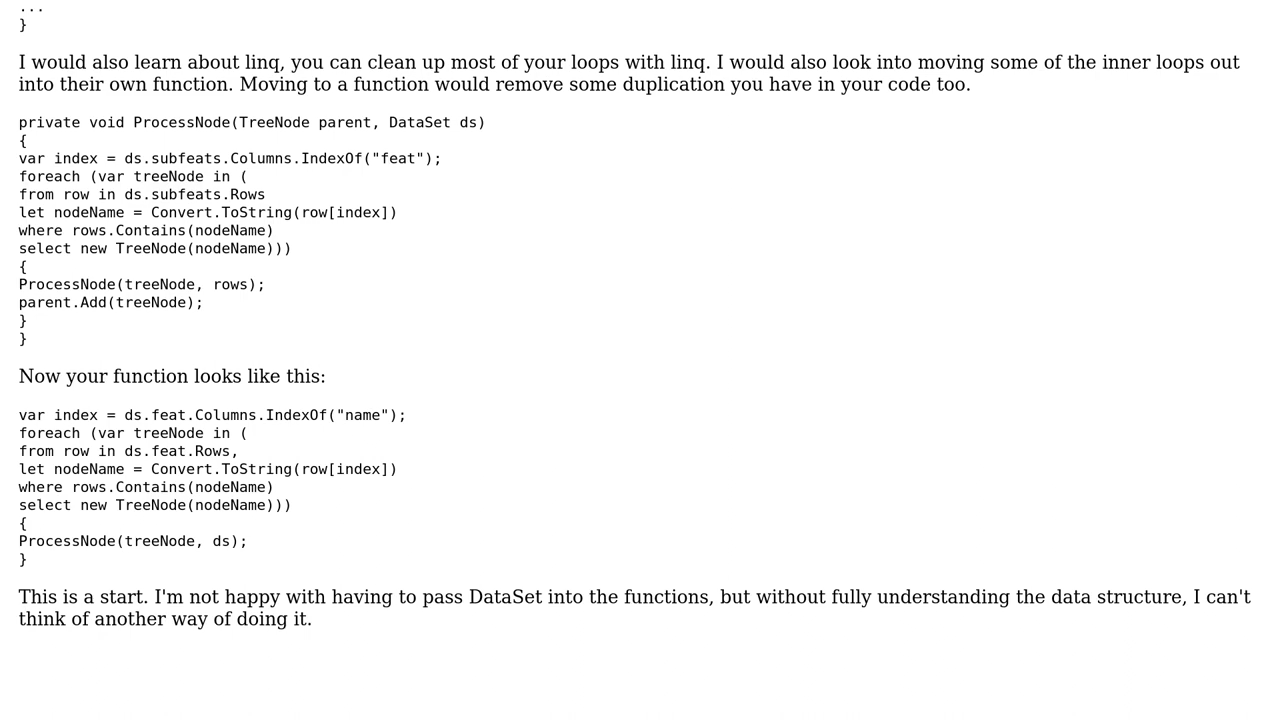 ...
}
I would also learn about linq, you can clean up most of your loops with linq. I would also look into moving some of the inner loops out
into their own function. Moving to a function would remove some duplication you have in your code too.
private void ProcessNode(TreeNode parent, DataSet ds)
{
var index = ds.subfeats.Columns.IndexOf("feat");
foreach (var treeNode in (
from row in ds.subfeats.Rows
let nodeName = Convert.ToString(row[index])
where rows.Contains(nodeName)
select new TreeNode(nodeName)))
{
ProcessNode(treeNode, rows);
parent.Add(treeNode);
}
}
Now your function looks like this:
var index = ds.feat.Columns.IndexOf("name");
foreach (var treeNode in (
from row in ds.feat.Rows,
let nodeName = Convert.ToString(row[index])
where rows.Contains(nodeName)
select new TreeNode(nodeName)))
{
ProcessNode(treeNode, ds);
}
This is a start. I'm not happy with having to pass DataSet into the functions, but without fully understanding the data structure, I can't
think of another way of doing it.